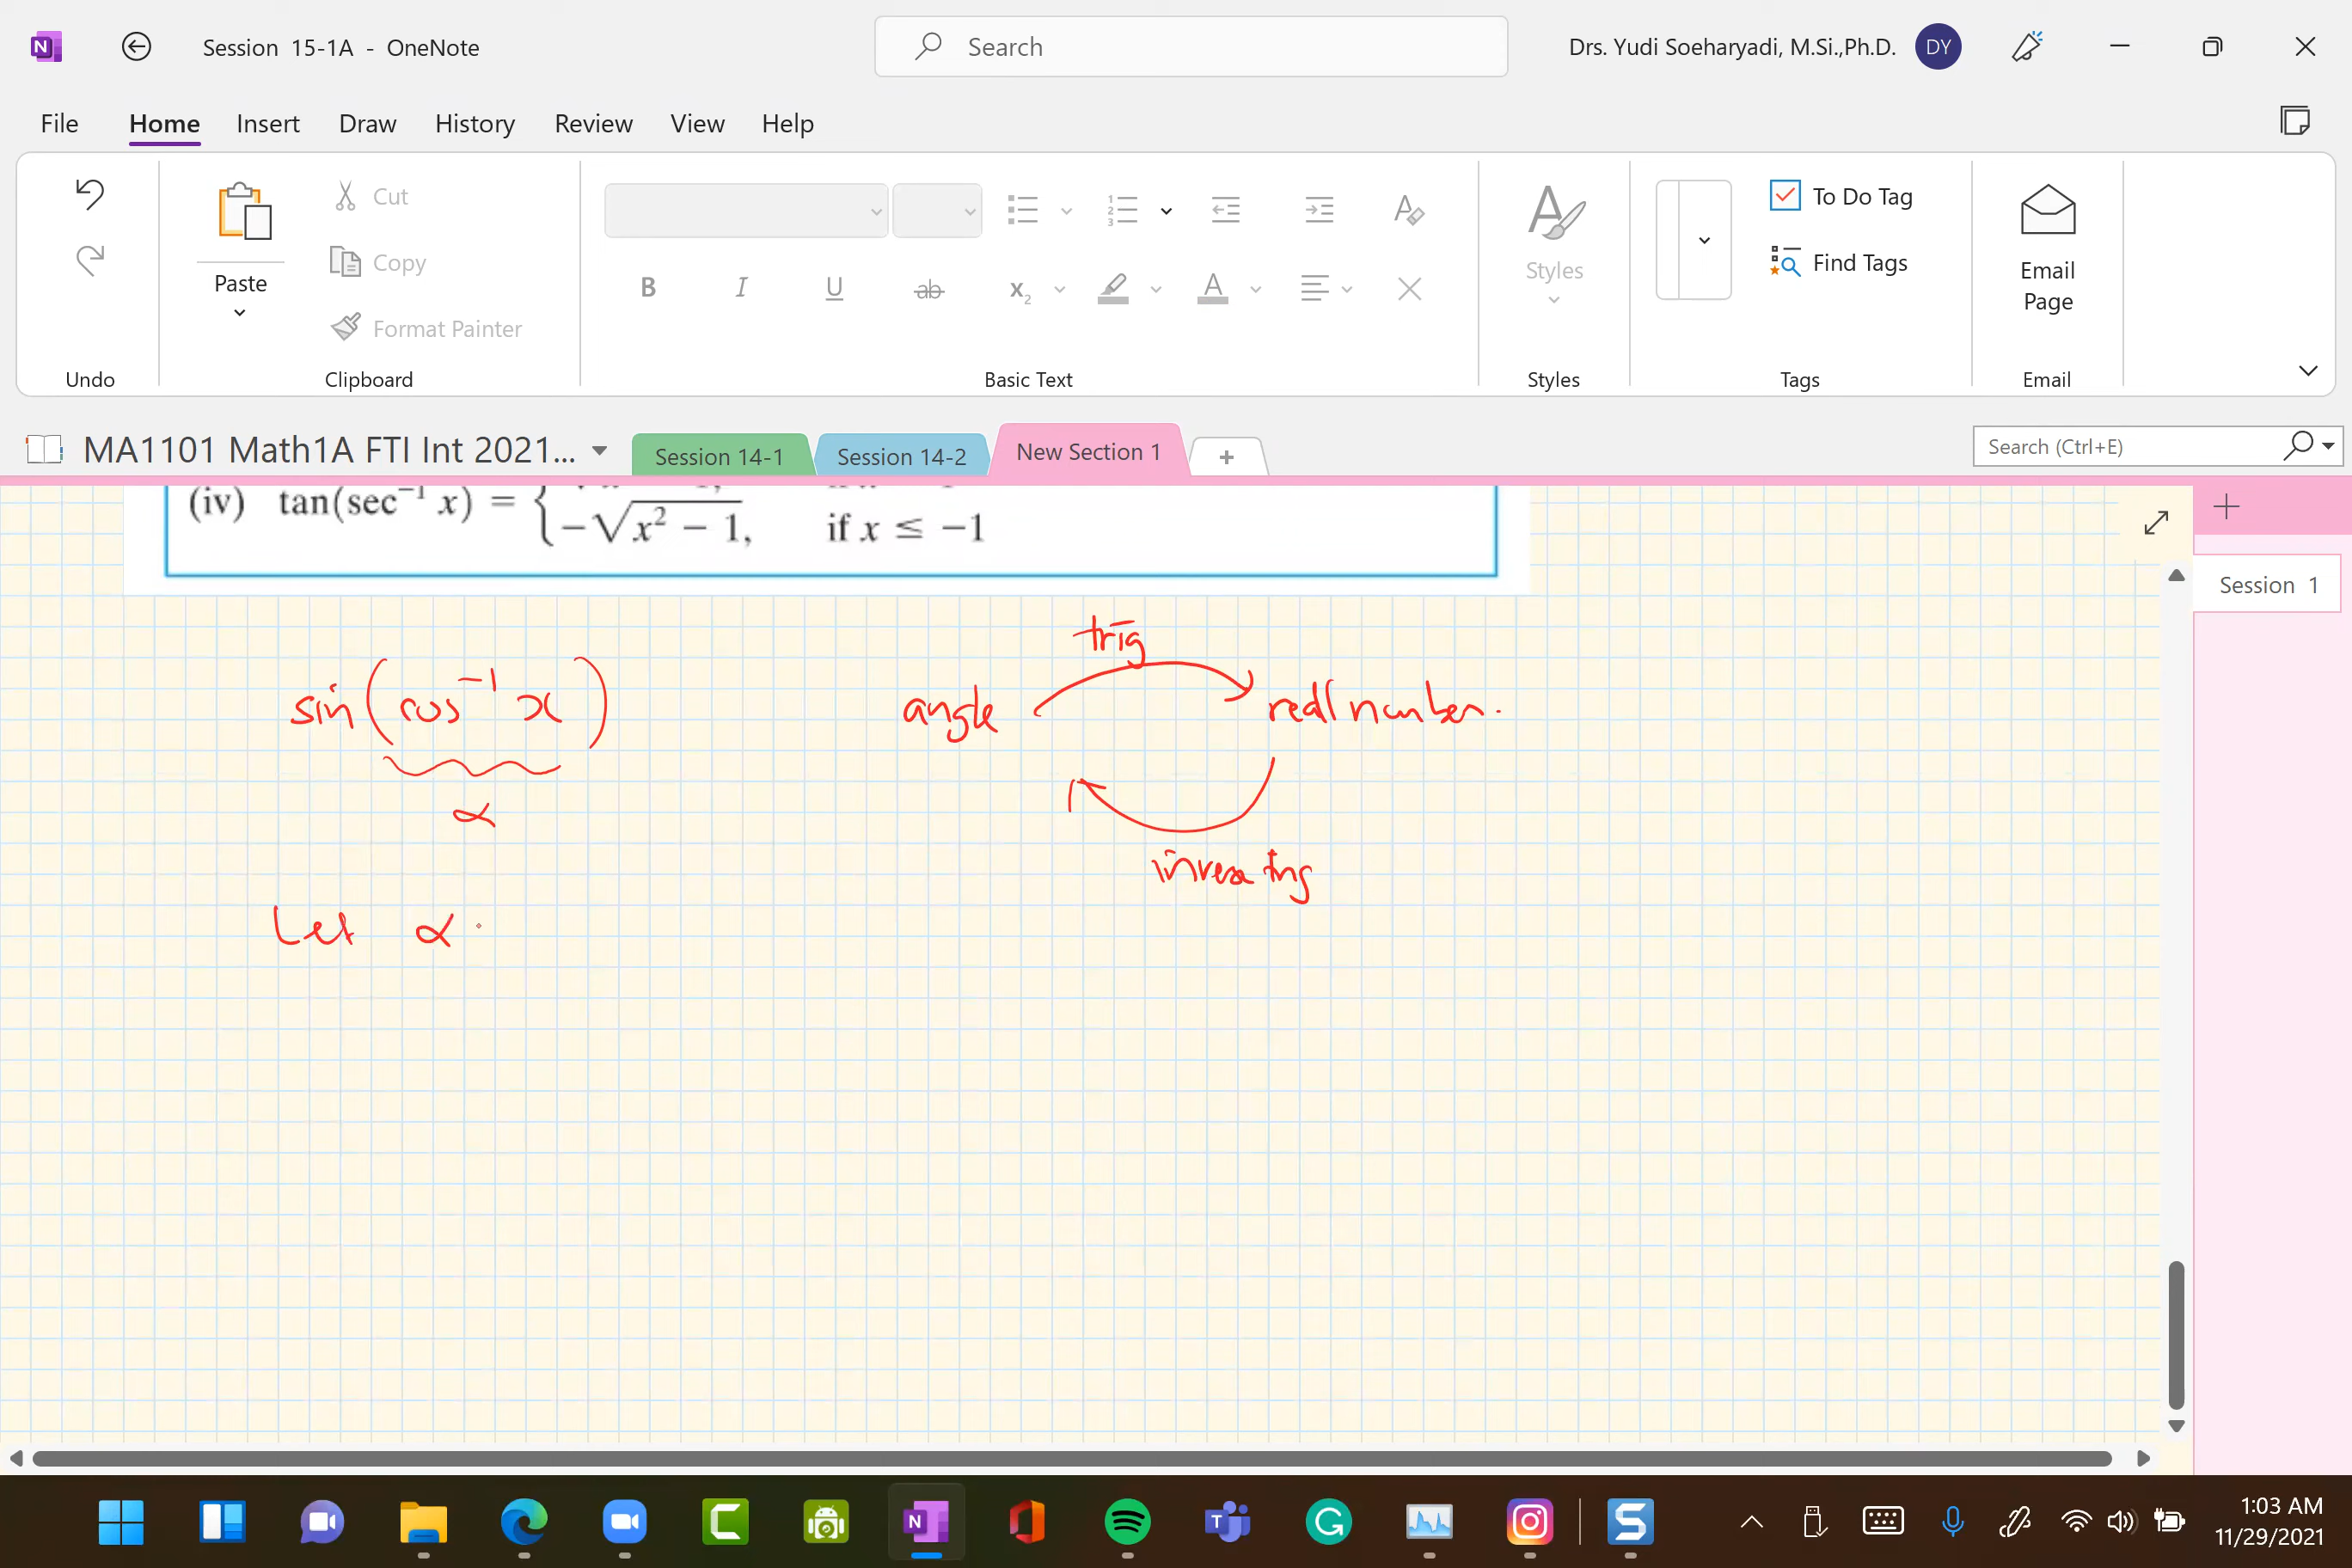 Session 15-1A - OneNote
Search
Drs. Yudi Soeharyadi, M.Si.,Ph.D.
DY
File Home Insert Draw History Review View Help
Paste
Cut
Copy
Format Painter
B I U ab x₂ A
Styles
To Do Tag
Find Tags
Email Page
Undo
Clipboard
Basic Text
Styles
Tags
Email
MA1101 Math1A FTI Int 2021...
Session 14-1
Session 14-2
New Section 1
+
Search (Ctrl+E)
(iv) tan(sec⁻¹ x) = { −√(x² − 1), if x ≤ −1
Session 1
trig
sin(cos⁻¹ x)
angle
real number.
α
Let α
1:03 AM
11/29/2021